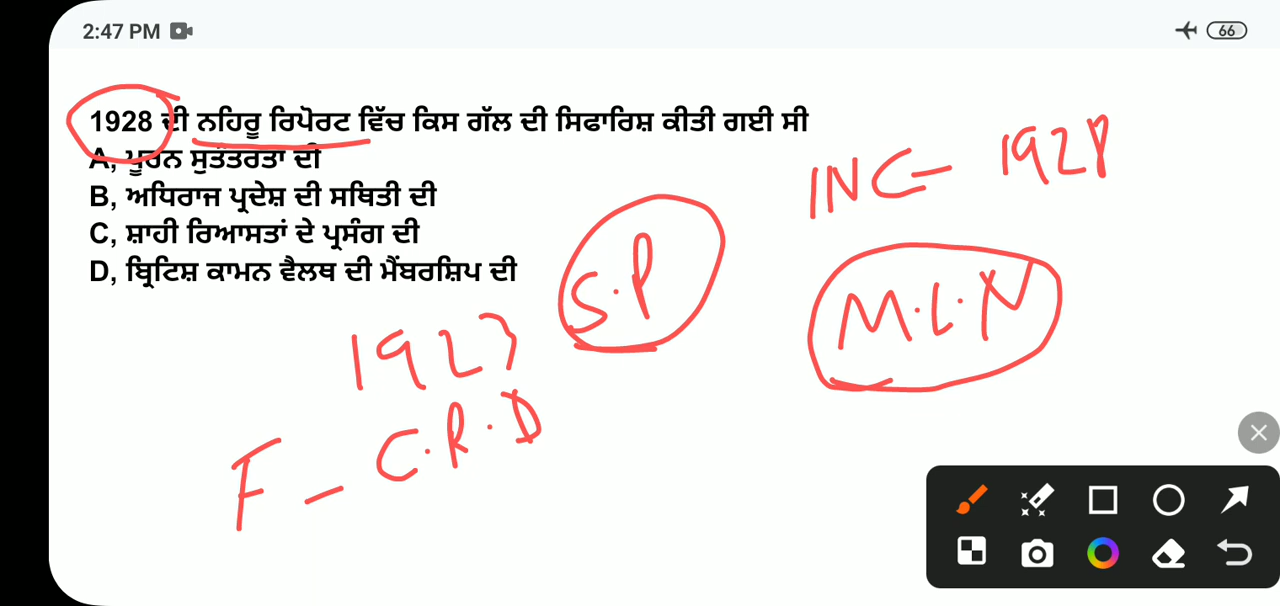 2:47 PM
66
1928 ਦੀ ਨਹਿਰੂ ਰਿਪੋਰਟ ਵਿੱਚ ਕਿਸ ਗੱਲ ਦੀ ਸਿਫਾਰਿਸ਼ ਕੀਤੀ ਗਈ ਸੀ
A, ਪੂਰਨ ਸੁਤੰਤਰਤਾ ਦੀ
B, ਅਧਿਰਾਜ ਪ੍ਰਦੇਸ਼ ਦੀ ਸਥਿਤੀ ਦੀ
C, ਸ਼ਾਹੀ ਰਿਆਸਤਾਂ ਦੇ ਪ੍ਰਸੰਗ ਦੀ
D, ਬ੍ਰਿਟਿਸ਼ ਕਾਮਨ ਵੈਲਥ ਦੀ ਮੈਂਬਰਸ਼ਿਪ ਦੀ
INC - 1928
S.P
M.L.N
1923
F - C.R.D